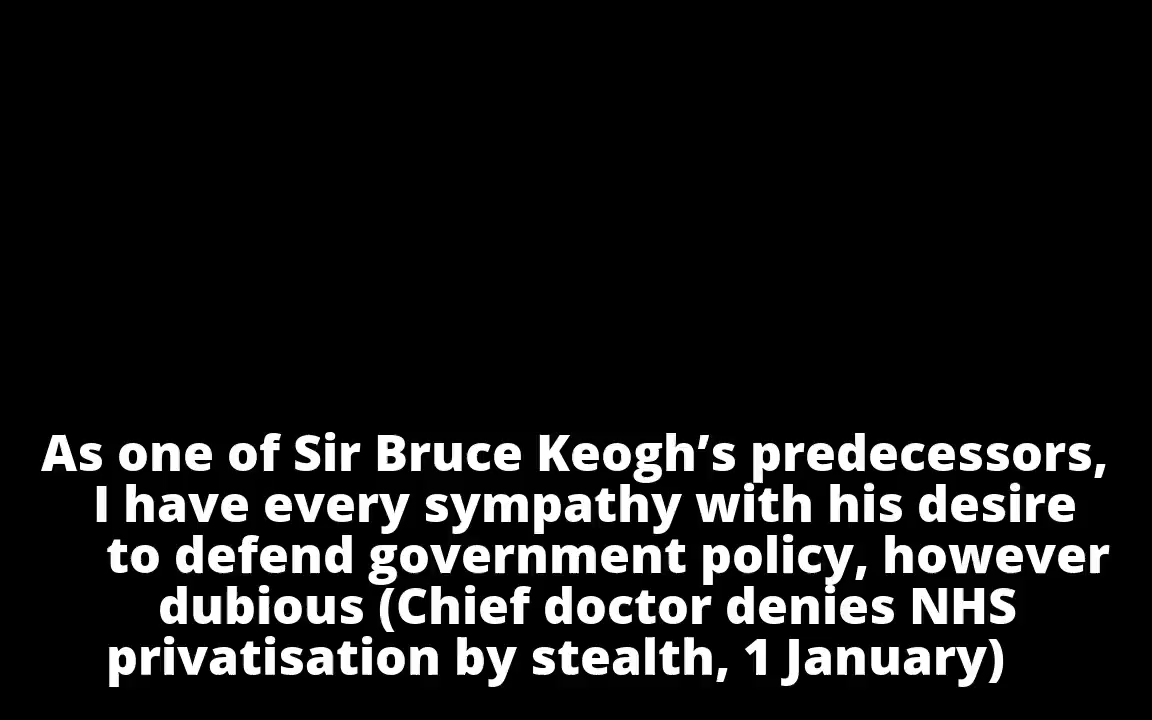 As one of Sir Bruce Keogh’s predecessors,
I have every sympathy with his desire
to defend government policy, however
dubious (Chief doctor denies NHS
privatisation by stealth, 1 January)